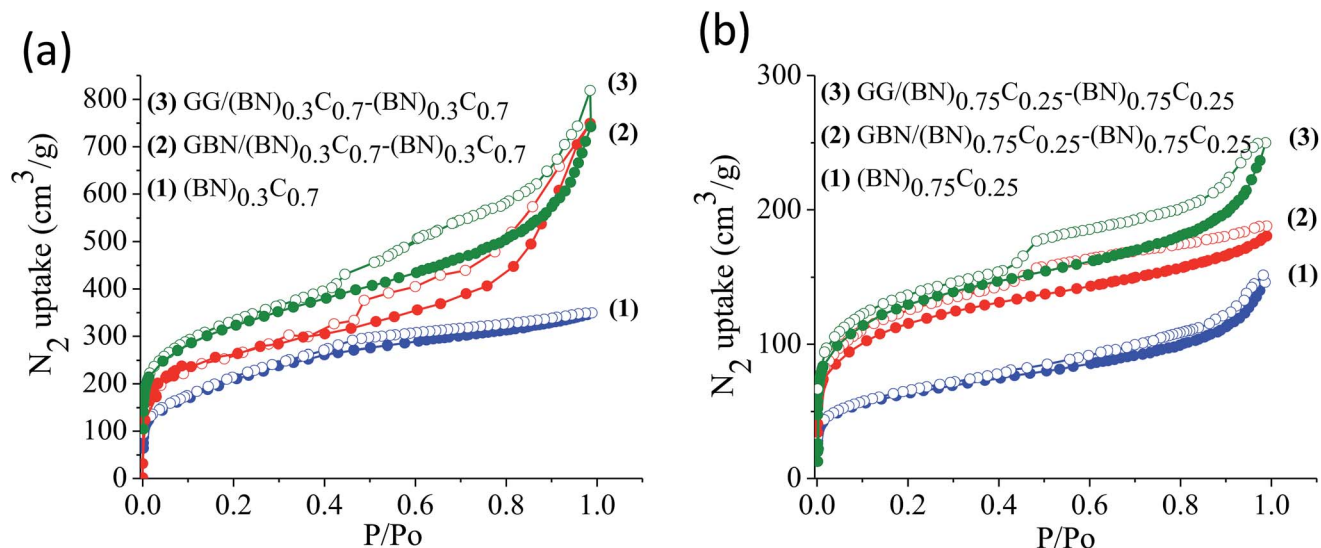 (a)
N2 uptake (cm3/g)
800
700
600
500
400
300
200
100
0
(3) GG/(BN)0.3C0.7-(BN)0.3C0.7
(2) GBN/(BN)0.3C0.7-(BN)0.3C0.7
(1) (BN)0.3C0.7
(3)
(2)
(1)
0.0 0.2 0.4 0.6 0.8 1.0
P/Po
(b)
N2 uptake (cm3/g)
300
200
100
0
(3) GG/(BN)0.75C0.25-(BN)0.75C0.25
(2) GBN/(BN)0.75C0.25-(BN)0.75C0.25
(1) (BN)0.75C0.25
(3)
(2)
(1)
0.0 0.2 0.4 0.6 0.8 1.0
P/Po